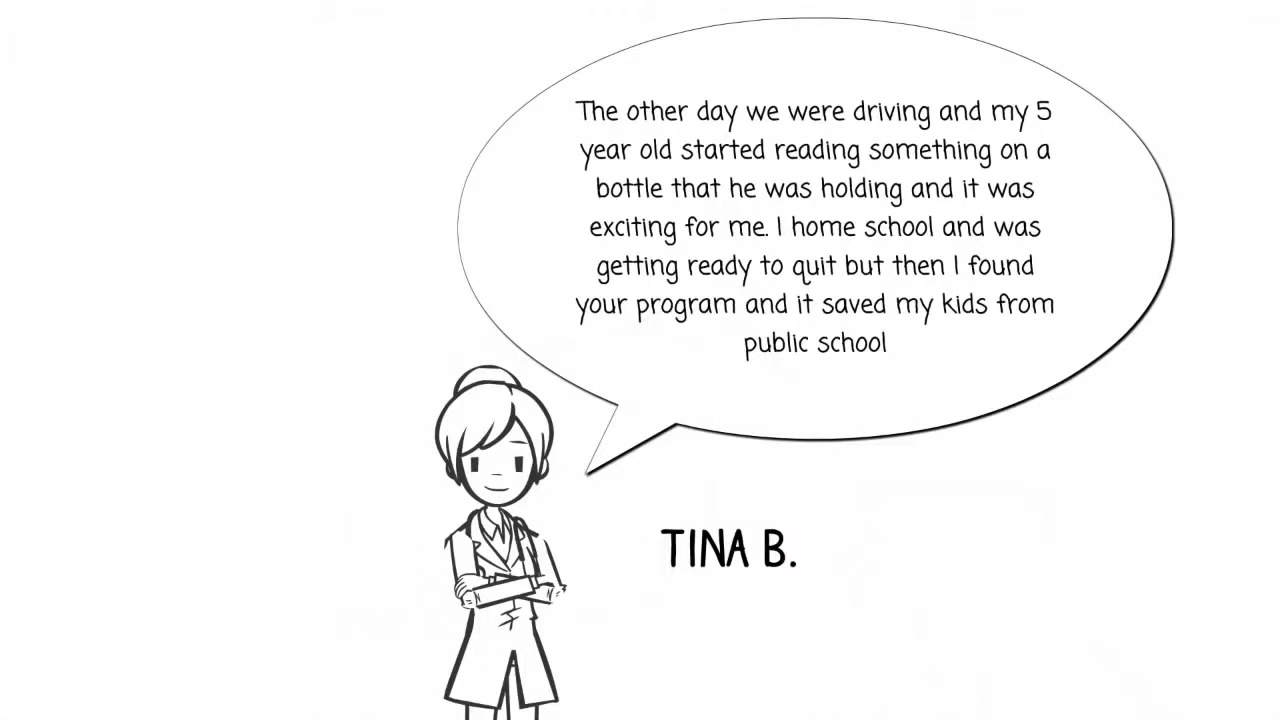 The other day we were driving and my 5
year old started reading something on a
bottle that he was holding and it was
exciting for me. I home school and was
getting ready to quit but then I found
your program and it saved my kids from
public school
TINA B.